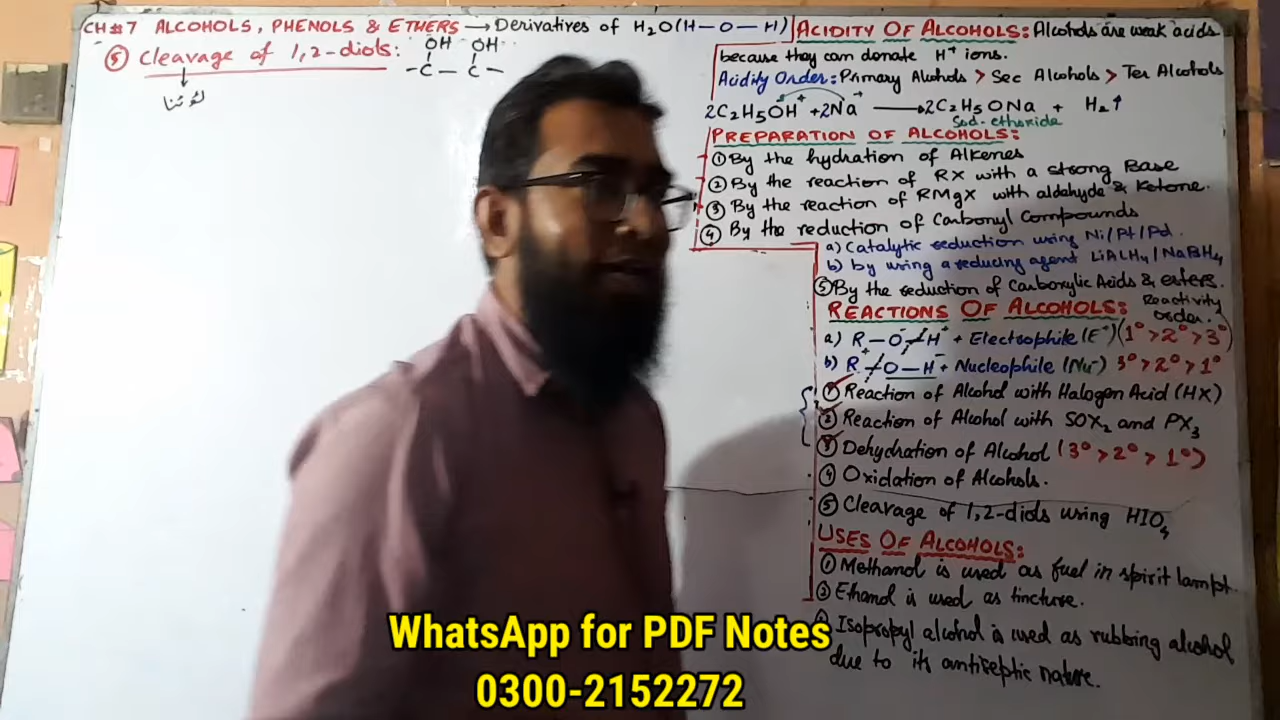 CH#7 ALCOHOLS, PHENOLS & ETHERS → Derivatives of H₂O(H–O–H)
⑤ Cleavage of 1,2-diols:
OH OH
-C-C-
ٹوٹنا
ACIDITY OF ALCOHOLS: Alcohols are weak acids
because they can donate H⁺ ions.
Acidity Order: Primary Alcohols > Sec Alcohols > Ter Alcohols
2C₂H₅OH⁺ + 2Na → 2C₂H₅ONa + H₂↑
Sod-ethoxide
PREPARATION OF ALCOHOLS:
① By the hydration of Alkenes
② By the reaction of RX with a strong Base
③ By the reaction of RMgX with aldehyde & Ketone.
④ By the reduction of Carbonyl Compounds
a) Catalytic reduction using Ni/Pt/Pd.
b) by using a reducing agent LiAlH₄/NaBH₄
⑤ By the reduction of Carboxylic Acids & esters.
REACTIONS OF ALCOHOLS: Reactivity order.
a) R–O⁻–H⁺ + Electrophile (E⁺) (1°>2°>3°)
b) R⁺–O–H⁻ + Nucleophile (Nu⁻) 3°>2°>1°
① Reaction of Alcohol with Halogen Acid (HX)
② Reaction of Alcohol with SOX₂ and PX₃
③ Dehydration of Alcohol (3°>2°>1°)
④ Oxidation of Alcohols.
⑤ Cleavage of 1,2-diols using HIO₄
USES OF ALCOHOLS:
① Methanol is used as fuel in spirit lampt.
② Ethanol is used as tincture.
Isopropyl alcohol is used as rubbing alcohol
due to its antiseptic nature.
WhatsApp for PDF Notes
0300-2152272